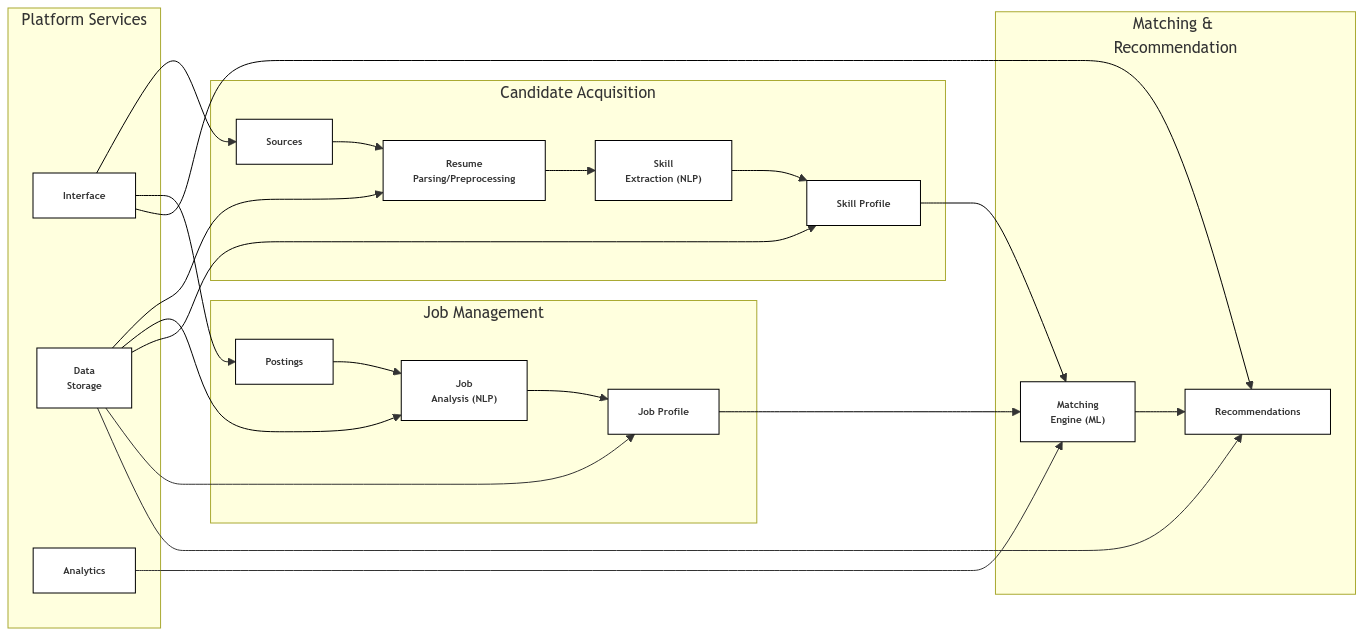 Platform Services
Interface
Data
Storage
Analytics
Candidate Acquisition
Sources
Resume
Parsing/Preprocessing
Skill
Extraction (NLP)
Skill Profile
Job Management
Postings
Job
Analysis (NLP)
Job Profile
Matching &
Recommendation
Matching
Engine (ML)
Recommendations